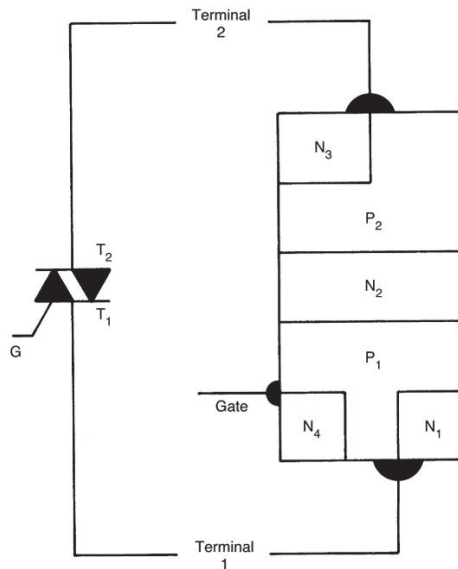 Terminal
2
N3
P2
T2
N2
T1
G
P1
Gate
N4
N1
Terminal
1